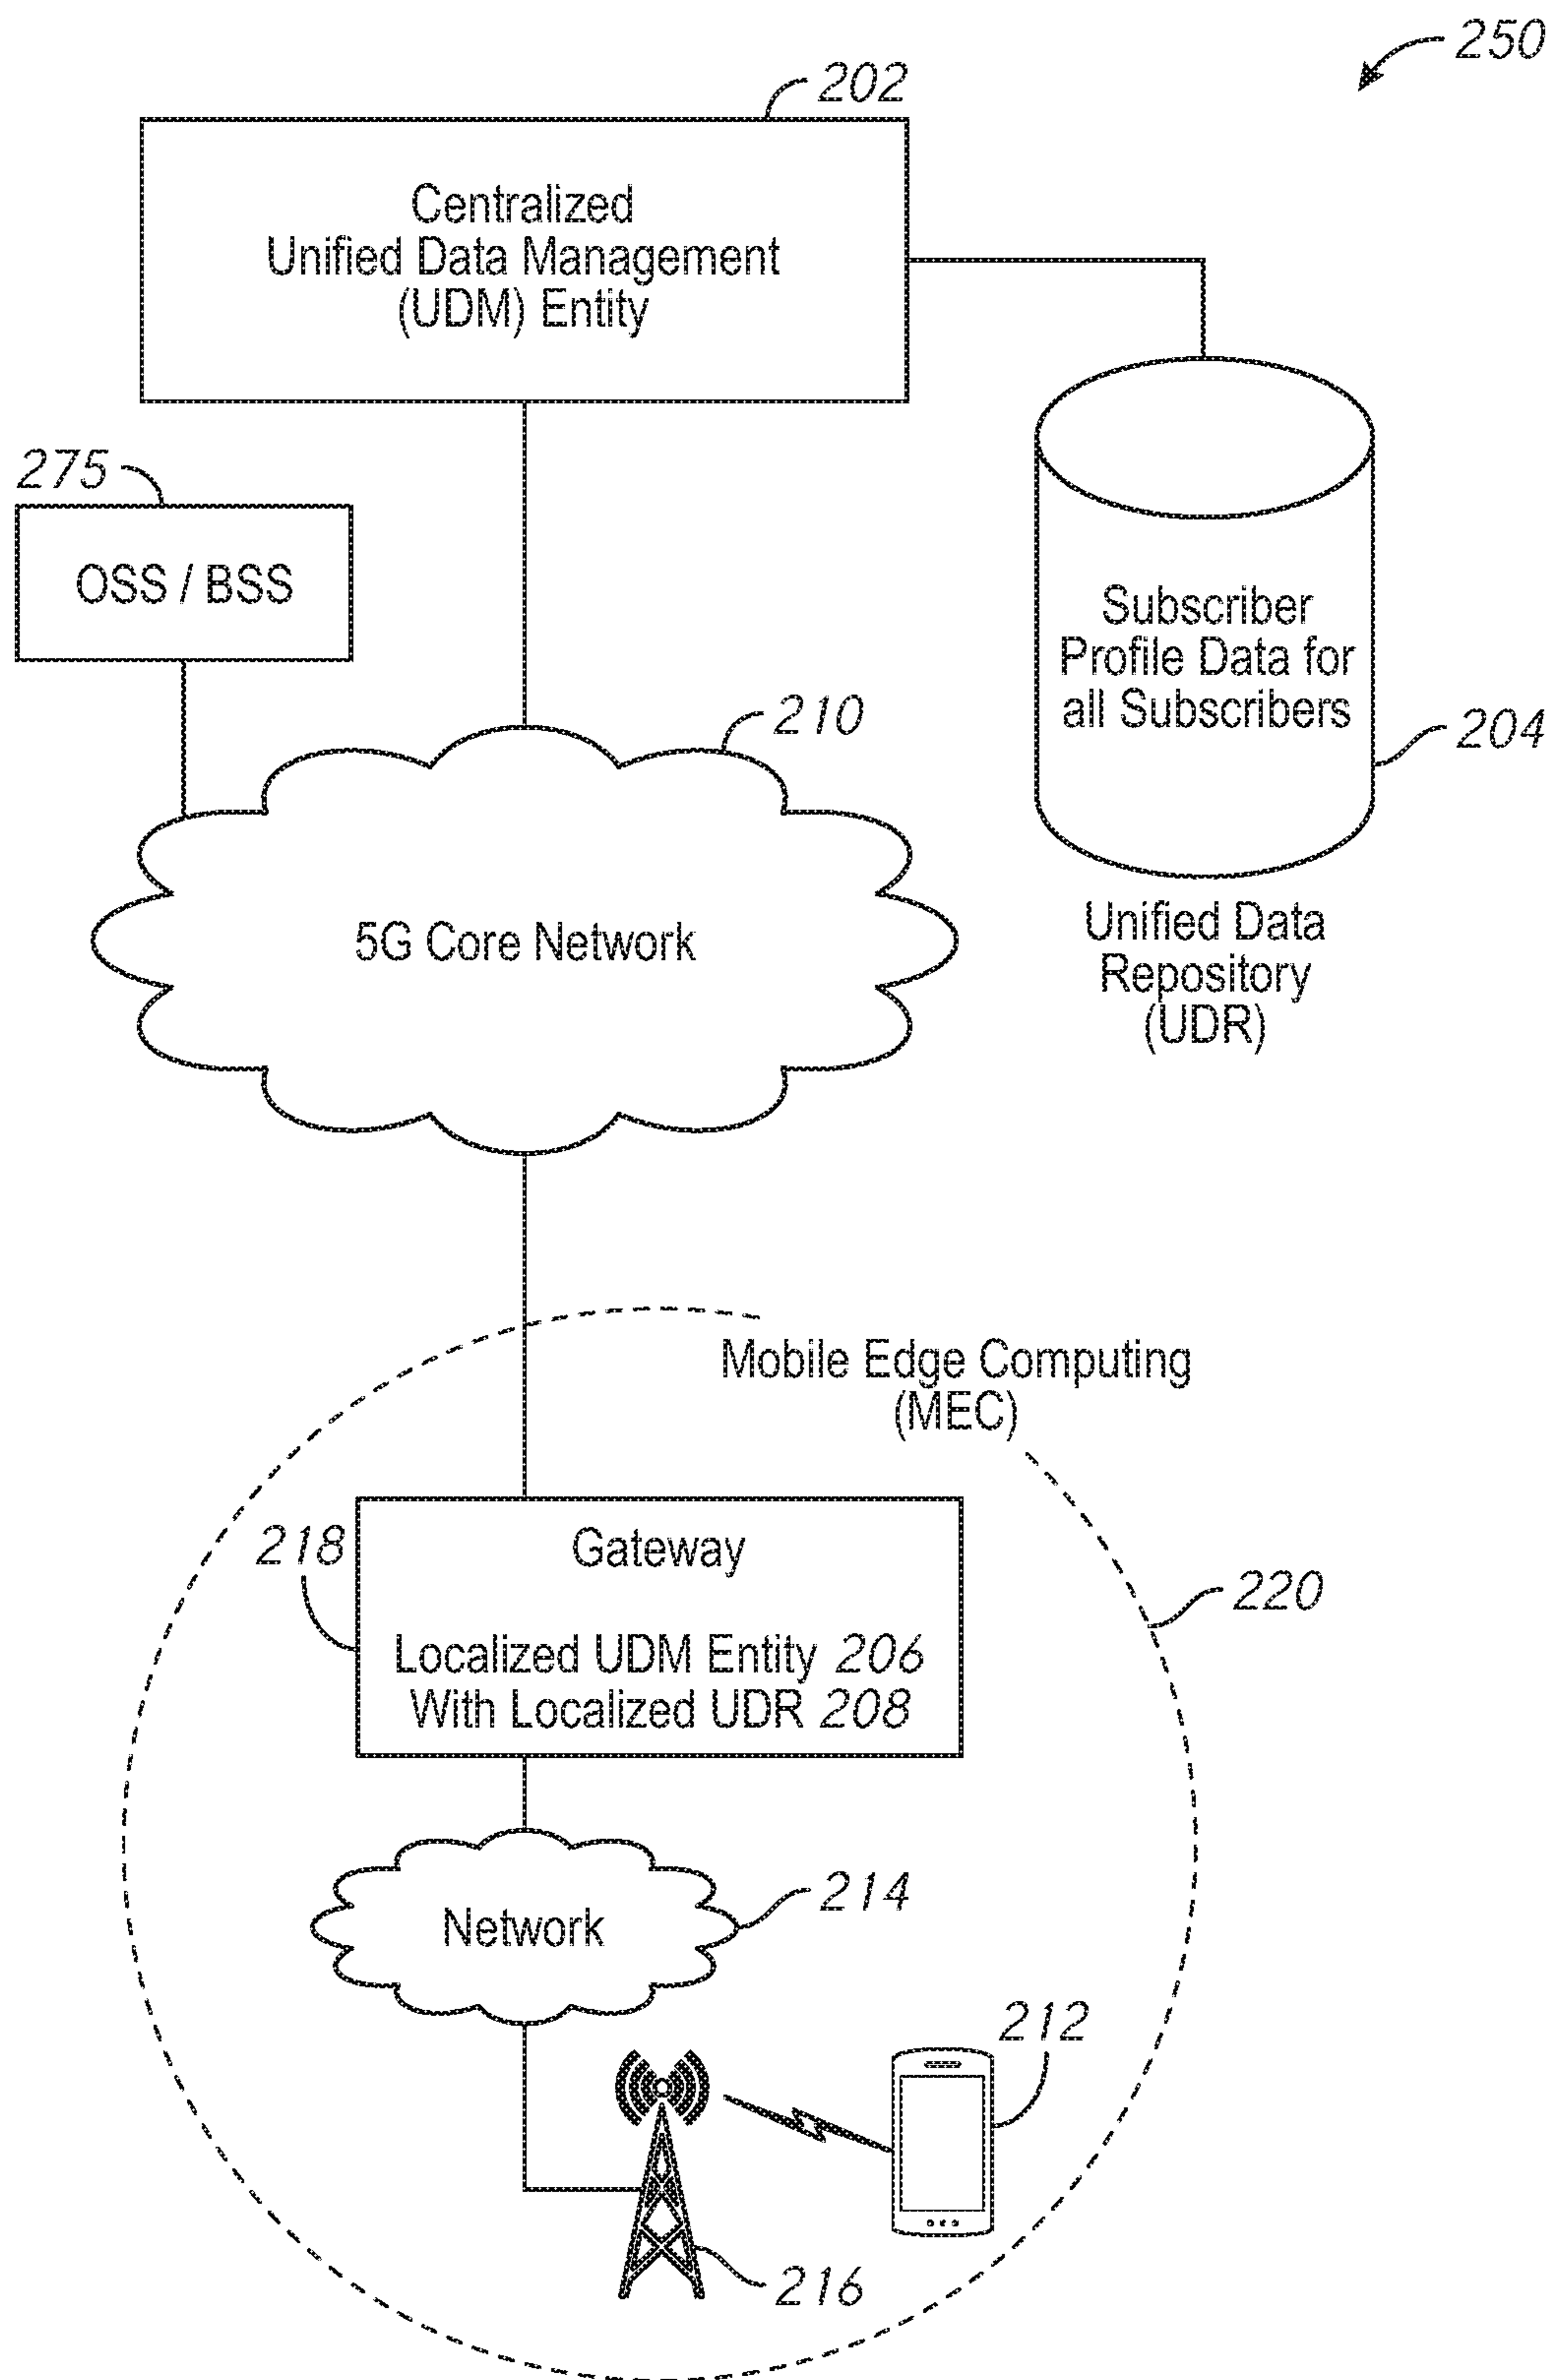 250
202
Centralized
Unified Data Management
(UDM) Entity
275
OSS / BSS
Subscriber
Profile Data for
all Subscribers
204
210
5G Core Network
Unified Data
Repository
(UDR)
Mobile Edge Computing
(MEC)
218
Gateway
220
Localized UDM Entity 206
With Localized UDR 208
214
Network
212
216